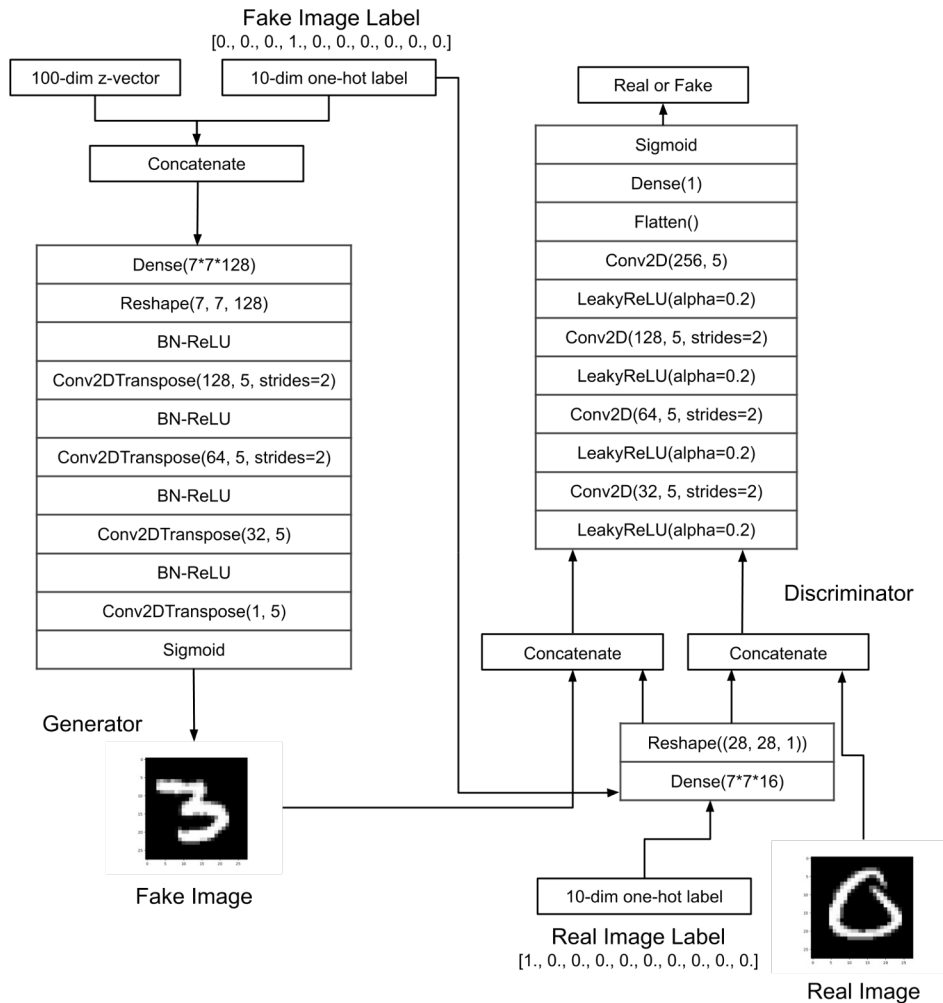 Fake Image Label
[0., 0., 0., 1., 0., 0., 0., 0., 0., 0.]
100-dim z-vector
10-dim one-hot label
Concatenate
Dense(7*7*128)
Reshape(7, 7, 128)
BN-ReLU
Conv2DTranspose(128, 5, strides=2)
BN-ReLU
Conv2DTranspose(64, 5, strides=2)
BN-ReLU
Conv2DTranspose(32, 5)
BN-ReLU
Conv2DTranspose(1, 5)
Sigmoid
Generator
Fake Image
Real or Fake
Sigmoid
Dense(1)
Flatten()
Conv2D(256, 5)
LeakyReLU(alpha=0.2)
Conv2D(128, 5, strides=2)
LeakyReLU(alpha=0.2)
Conv2D(64, 5, strides=2)
LeakyReLU(alpha=0.2)
Conv2D(32, 5, strides=2)
LeakyReLU(alpha=0.2)
Discriminator
Concatenate
Concatenate
Reshape((28, 28, 1))
Dense(7*7*16)
10-dim one-hot label
Real Image Label
[1., 0., 0., 0., 0., 0., 0., 0., 0., 0.]
Real Image